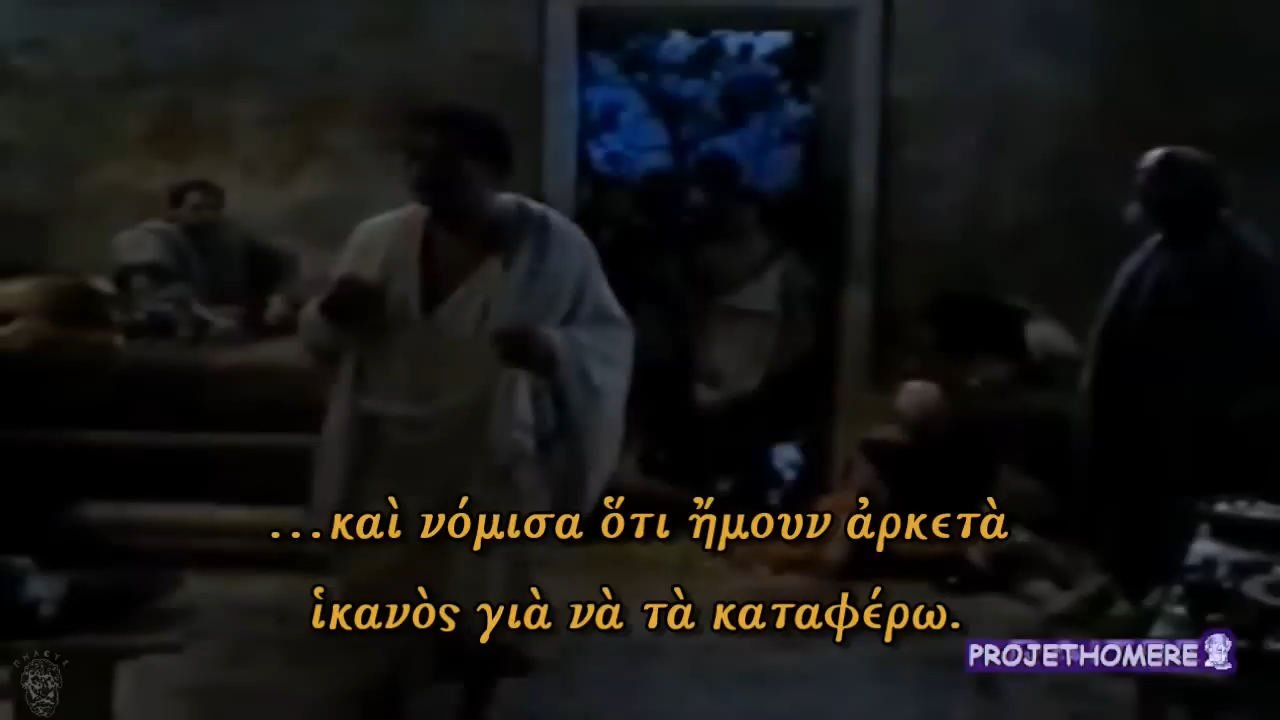 ...καὶ νόμισα ὅτι ἤμουν ἀρκετὰ
ἱκανὸς γιὰ νὰ τὰ καταφέρω.
PROJETHOMERE